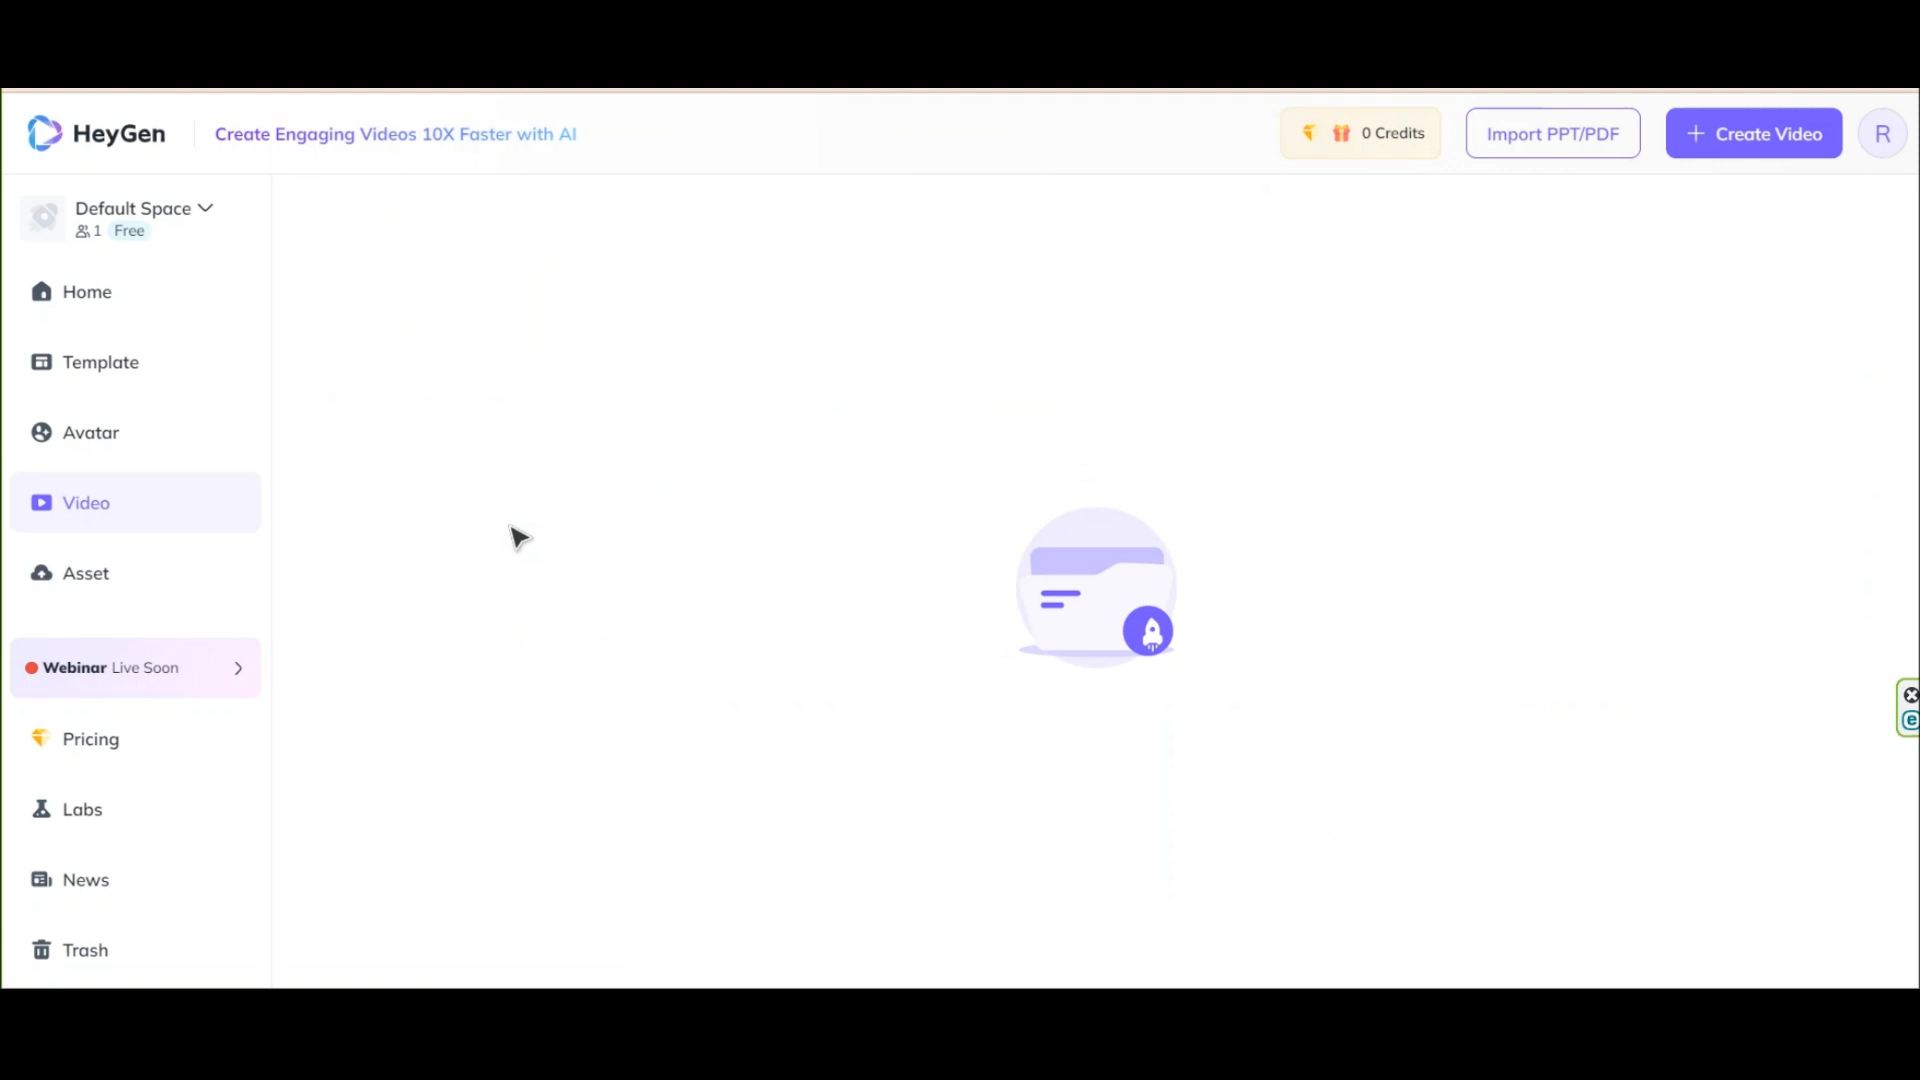 HeyGen
Create Engaging Videos 10X Faster with AI
0 Credits
Import PPT/PDF
+ Create Video
R
Default Space
1 Free
Home
Template
Avatar
Video
Asset
Webinar Live Soon
Pricing
Labs
News
Trash
e